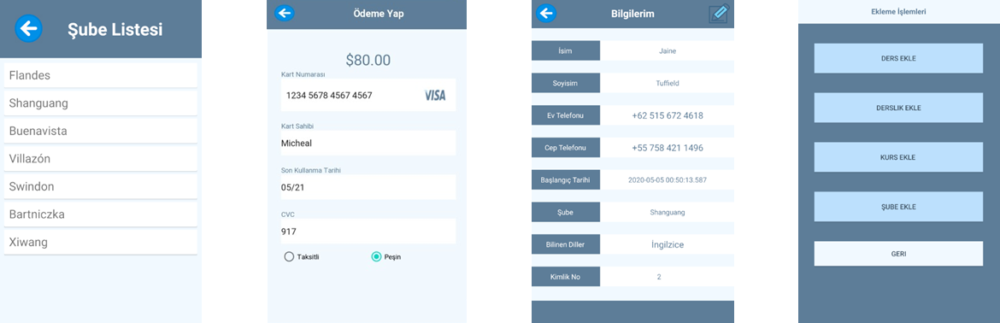 Şube Listesi
Flandes
Shanguang
Buenavista
Villazón
Swindon
Bartniczka
Xiwang
Ödeme Yap
$80.00
Kart Numarası
1234 5678 4567 4567 VISA
Kart Sahibi
Micheal
Son Kullanma Tarihi
05/21
CVC
917
Taksitli Peşin
Bilgilerim
İsim Jaine
Soyisim Tuffield
Ev Telefonu +62 515 672 4618
Cep Telefonu +55 758 421 1496
Başlangıç Tarihi 2020-05-05 00:50:13.587
Şube Shanguang
Bilinen Diller İngilzice
Kimlik No 2
Ekleme İşlemleri
DERS EKLE
DERSLIK EKLE
KURS EKLE
ŞUBE EKLE
GERI